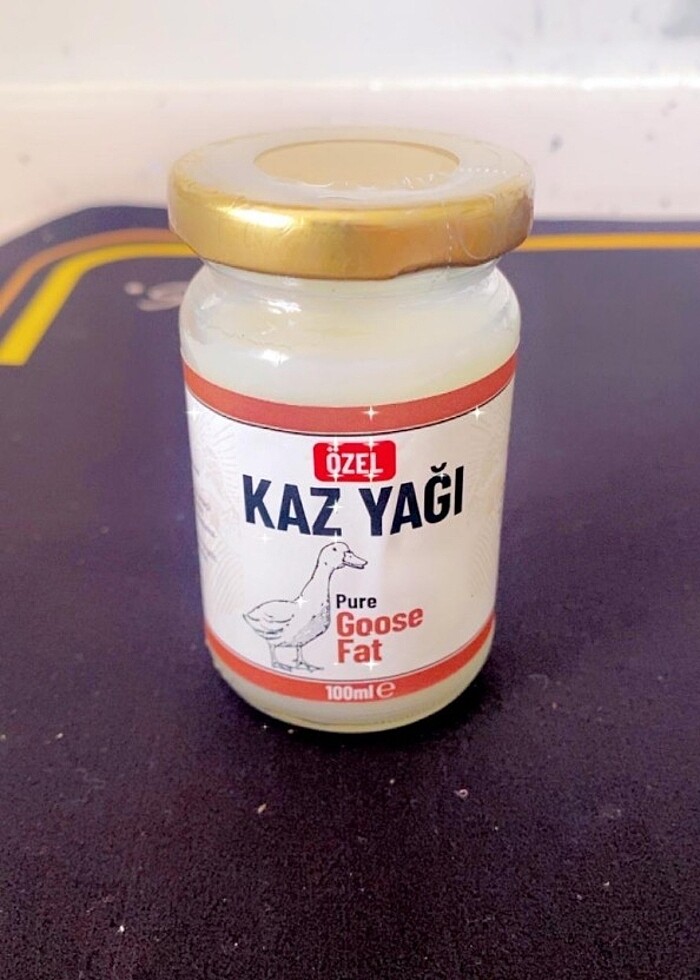 ÖZEL
KAZ YAĞI
Pure
Goose
Fat
100ml ℮